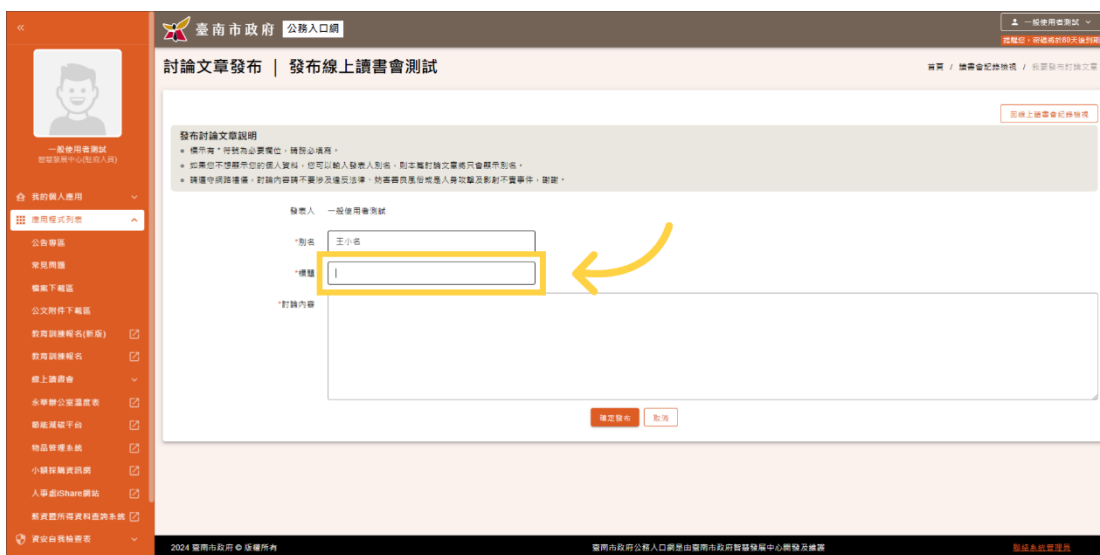 «
臺南市政府 公務入口網
一般使用者測試
提醒您，密碼將於80天後到期
討論文章發布 | 發布線上讀書會測試
首頁 / 讀書會紀錄檢視 / 我要發布討論文章
回線上讀書會紀錄檢視
一般使用者測試
智慧發展中心(駐府人員)
發布討論文章說明
標示有 * 符號為必要欄位，請務必填寫。
如果您不想顯示您的個人資料，您可以輸入發表人別名，則本篇討論文章將只會顯示別名。
請遵守網路禮儀，討論內容請不要涉及違反法律、妨害善良風俗或是人身攻擊及影射不實事件，謝謝。
我的個人應用
應用程式列表
公告專區
常見問題
檔案下載區
公文附件下載區
教育訓練報名(新版)
教育訓練報名
線上讀書會
永華辦公室溫度表
節能減碳平台
物品管理系統
小額採購資訊網
人事處iShare網站
薪資暨所得資料查詢系統
資安自我檢查表
發表人 一般使用者測試
*別名 王小名
*標題
*討論內容
確定發布 取消
2024 臺南市政府 © 版權所有
臺南市政府公務入口網是由臺南市政府智慧發展中心開發及維護
聯絡系統管理員